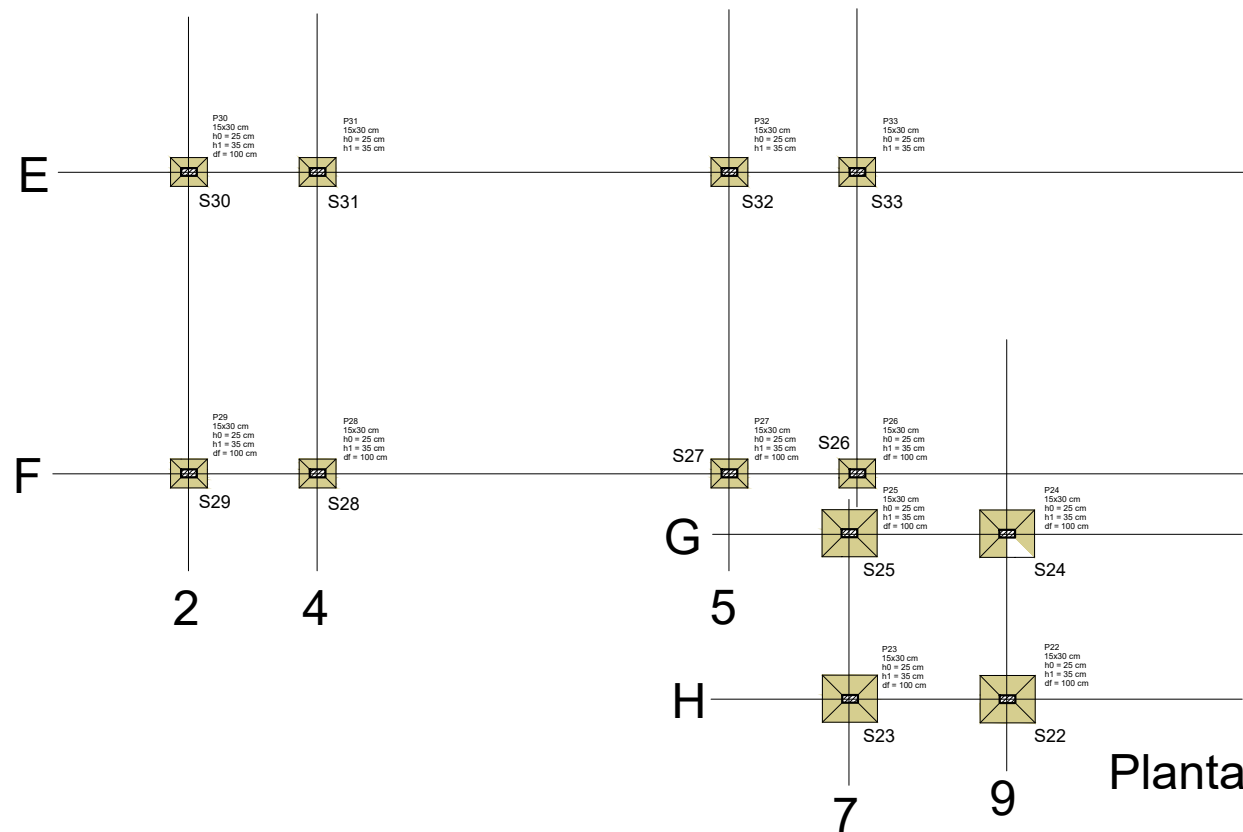 P30
15x30 cm
h0 = 25 cm
h1 = 35 cm
df = 100 cm
P31
15x30 cm
h0 = 25 cm
h1 = 35 cm
P32
15x30 cm
h0 = 25 cm
h1 = 35 cm
P33
15x30 cm
h0 = 25 cm
h1 = 35 cm
E
S30
S31
S32
S33
P29
15x30 cm
h0 = 25 cm
h1 = 35 cm
df = 100 cm
P28
15x30 cm
h0 = 25 cm
h1 = 35 cm
df = 100 cm
P27
15x30 cm
h0 = 25 cm
h1 = 35 cm
df = 100 cm
P26
15x30 cm
h0 = 25 cm
h1 = 35 cm
df = 100 cm
F
S29
S28
S27
S26
P25
15x30 cm
h0 = 25 cm
h1 = 35 cm
df = 100 cm
P24
15x30 cm
h0 = 25 cm
h1 = 35 cm
df = 100 cm
G
S25
S24
2
4
5
P23
15x30 cm
h0 = 25 cm
h1 = 35 cm
df = 100 cm
P22
15x30 cm
h0 = 25 cm
h1 = 35 cm
df = 100 cm
H
S23
S22
Planta
7
9